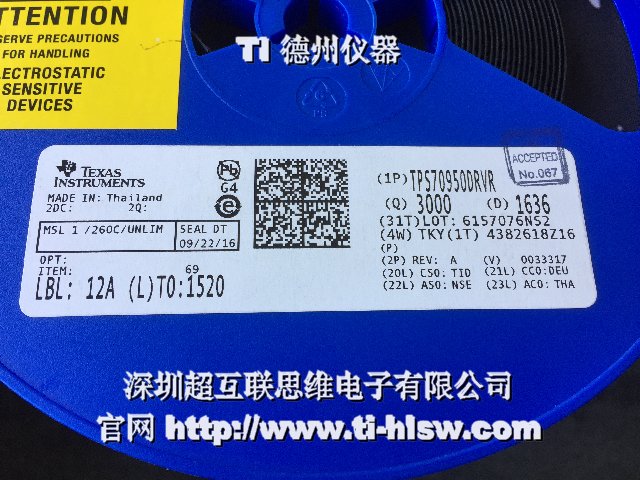 ATTENTION
OBSERVE PRECAUTIONS
FOR HANDLING
ELECTROSTATIC
SENSITIVE
DEVICES
TI 德州仪器
TEXAS
INSTRUMENTS
MADE IN: Thailand
2DC: 2Q:
Pb
G4
e
MSL 1 /260C/UNLIM
SEAL DT
09/22/16
OPT:
ITEM: 69
LBL: 12A (L)TO:1520
ACCEPTED
No.067
(1P) TPS70950DRVR
(Q) 3000 (D) 1636
(31T)LOT: 6157076NS2
(4W) TKY(1T) 4382618Z16
(P)
(2P) REV: A (V) 0033317
(20L) CSO: TID (21L) CCO:DEU
(22L) ASO: NSE (23L) ACO: THA
深圳超互联思维电子有限公司
官网 http://www.ti-hlsw.com